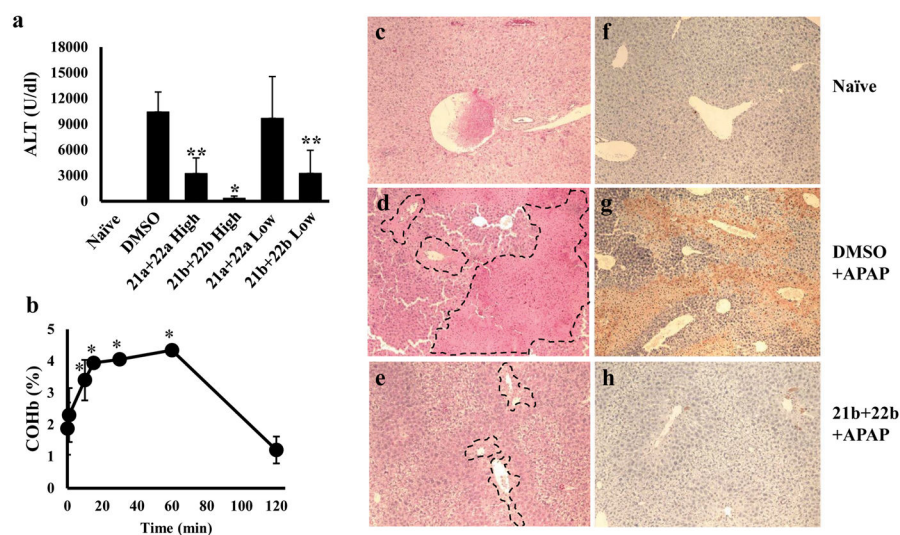 a
18000
15000
12000
9000
6000
3000
0
ALT (U/dl)
**
*
**
Naïve
DMSO
21a+22a High
21b+22b High
21a+22a Low
21b+22b Low
b
5
4
3
2
1
0
COHb (%)
*
*
*
*
0 20 40 60 80 100 120
Time (min)
c
f
Naïve
d
g
DMSO
+APAP
e
h
21b+22b
+APAP